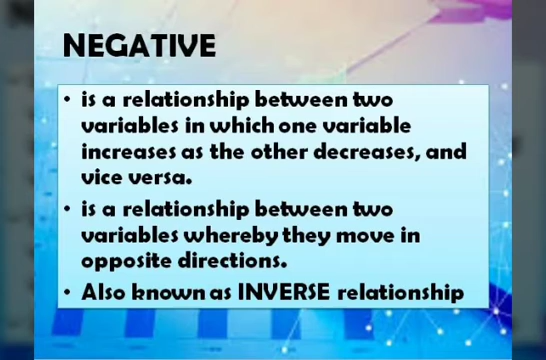 NEGATIVE
• is a relationship between two
variables in which one variable
increases as the other decreases, and
vice versa.
• is a relationship between two
variables whereby they move in
opposite directions.
• Also known as INVERSE relationship